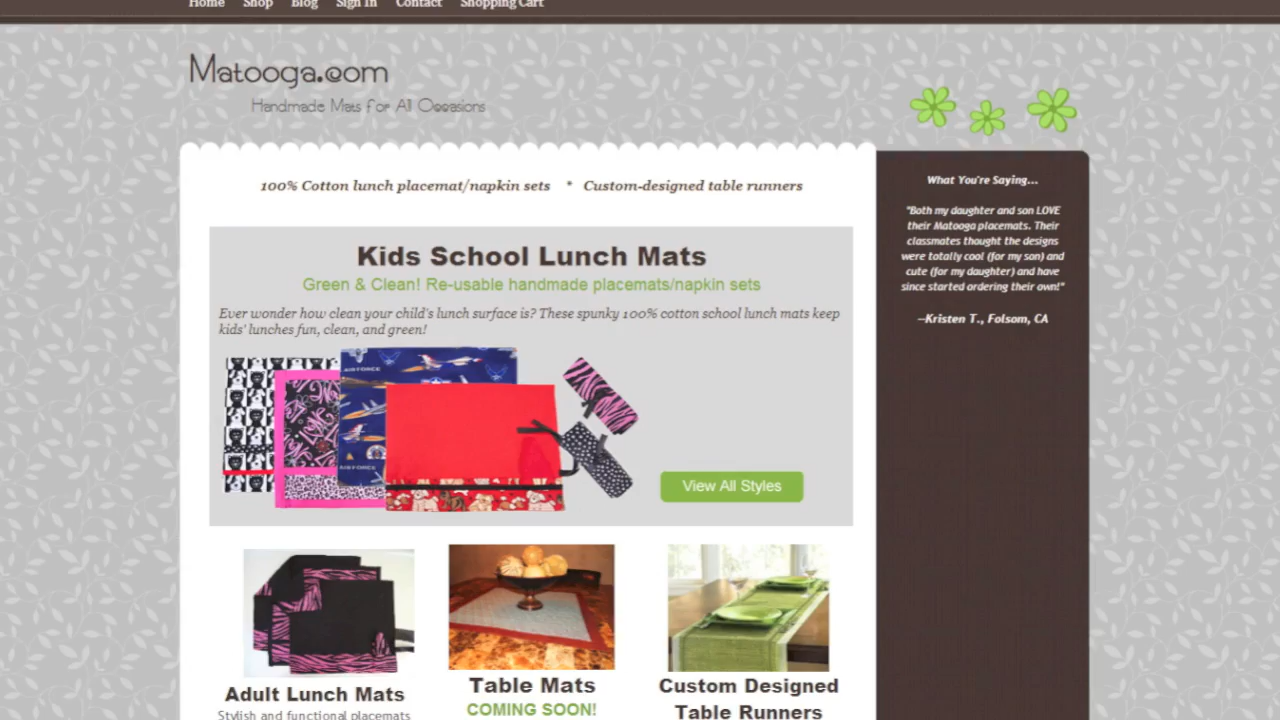 Home Shop Blog Sign In Contact Shopping Cart
Matooga.com
Handmade Mats for All Occasions
100% Cotton lunch placemat/napkin sets * Custom-designed table runners
What You're Saying...
"Both my daughter and son LOVE
their Matooga placemats. Their
classmates thought the designs
were totally cool (for my son) and
cute (for my daughter) and have
since started ordering their own!"
--Kristen T., Folsom, CA
Kids School Lunch Mats
Green & Clean! Re-usable handmade placemats/napkin sets
Ever wonder how clean your child's lunch surface is? These spunky 100% cotton school lunch mats keep
kids' lunches fun, clean, and green!
AIR FORCE
AIR FORCE
View All Styles
Adult Lunch Mats
Stylish and functional placemats
Table Mats
COMING SOON!
Custom Designed
Table Runners